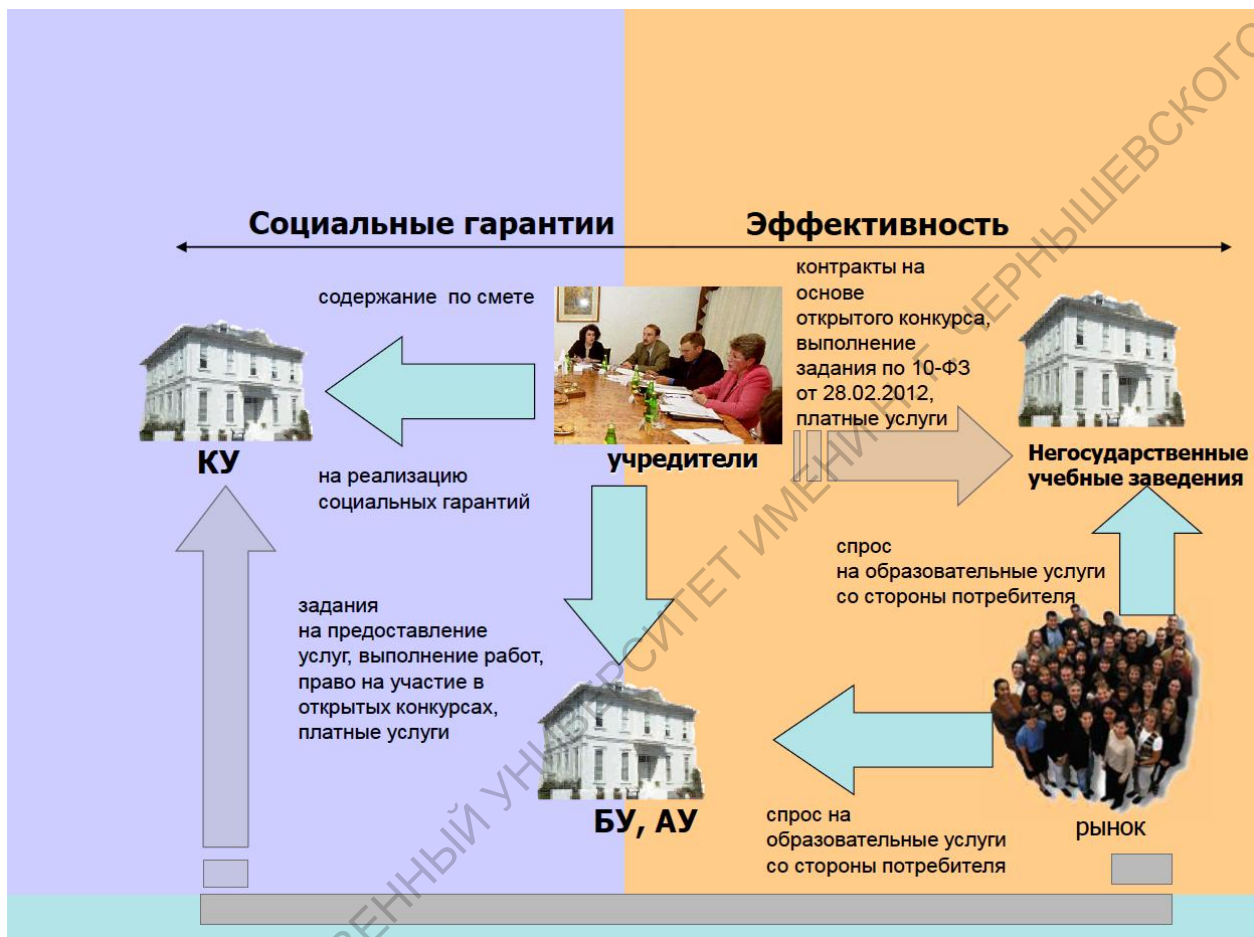 Социальные гарантии
Эффективность
содержание по смете
контракты на
основе
открытого конкурса,
выполнение
задания по 10-ФЗ
от 28.02.2012,
платные услуги
КУ
учредители
Негосударственные
учебные заведения
на реализацию
социальных гарантий
спрос
на образовательные услуги
со стороны потребителя
задания
на предоставление
услуг, выполнение работ,
право на участие в
открытых конкурсах,
платные услуги
БУ, АУ
спрос на
образовательные услуги
со стороны потребителя
рынок
УНИВЕРСИТЕТ ИМЕНИ Н. Г. ЧЕРНЫШЕВСКОГО